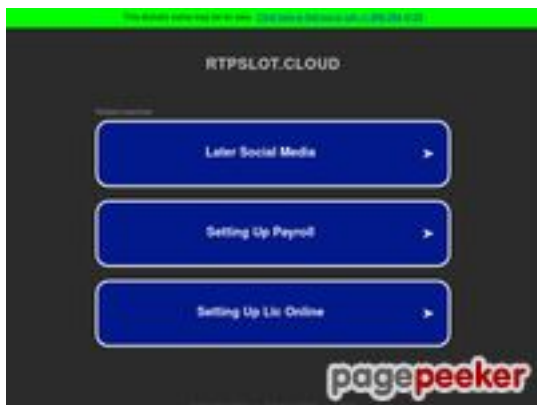 RTPSLOT.CLOUD
Later Social Media
Setting Up Payroll
Setting Up Llc Online
pagepeeker